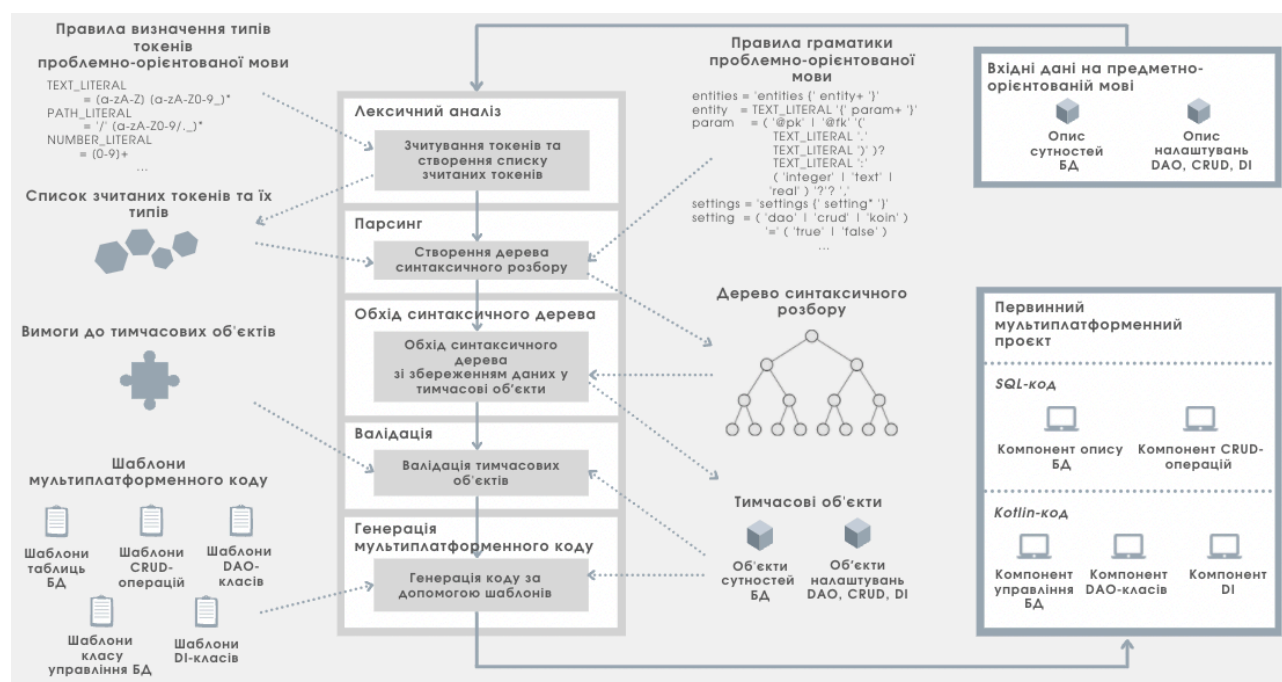 Правила визначення типів
токенів
проблемно-орієнтованої мови
TEXT_LITERAL
= (a-zA-Z) (a-zA-Z0-9_)*
PATH_LITERAL
= '/' (a-zA-Z0-9/._)*
NUMBER_LITERAL
= (0-9)+
...
Список зчитаних токенів та їх
типів
Вимоги до тимчасових об'єктів
Шаблони
мультиплатформенного коду
Шаблони
таблиць
БД
Шаблони
CRUD-
операцій
Шаблони
DAO-
класів
Шаблони
класу
управління БД
Шаблони
DI-класів
Лексичний аналіз
Зчитування токенів та
створення списку
зчитаних токенів
Парсинг
Створення дерева
синтаксичного розбору
Обхід синтаксичного дерева
Обхід синтаксичного
дерева
зі збереженням даних у
тимчасові об'єкти
Валідація
Валідація тимчасових
об'єктів
Генерація
мультиплатформенного коду
Генерація коду за
допомогою шаблонів
Правила граматики
проблемно-орієнтованої
мови
entities = 'entities {' entity+ '}'
entity = TEXT_LITERAL '{' param+ '}'
param = ( '@pk' | '@fk' '('
TEXT_LITERAL '.'
TEXT_LITERAL ')' )?
TEXT_LITERAL ':'
( 'integer' | 'text' |
'real' ) '?'? ','
settings = 'settings {' setting* '}'
setting = ( 'dao' | 'crud' | 'koin' )
'=' ( 'true' | 'false' )
...
Дерево синтаксичного
розбору
Тимчасові об'єкти
Об'єкти
сутностей
БД
Об'єкти
налаштувань
DAO, CRUD, DI
Вхідні дані на предметно-
орієнтованій мові
Опис
сутностей
БД
Опис
налаштувань
DAO, CRUD, DI
Первинний
мультиплатформенний
проєкт
SQL-код
Компонент опису
БД
Компонент CRUD-
операцій
Kotlin-код
Компонент
управління
БД
Компонент
DAO-класів
Компонент
DI